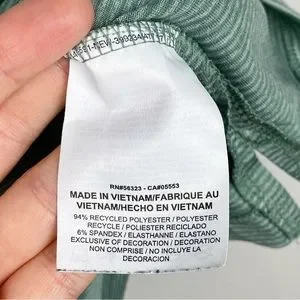 RN#56323 - CA#05553
MADE IN VIETNAM/FABRIQUE AU
VIETNAM/HECHO EN VIETNAM
94% RECYCLED POLYESTER / POLYESTER
RECYCLE / POLIESTER RECICLADO
6% SPANDEX / ELASTHANNE / ELASTANO
EXCLUSIVE OF DECORATION / DECORATION
NON COMPRISE / NO INCLUYE LA
DECORACION